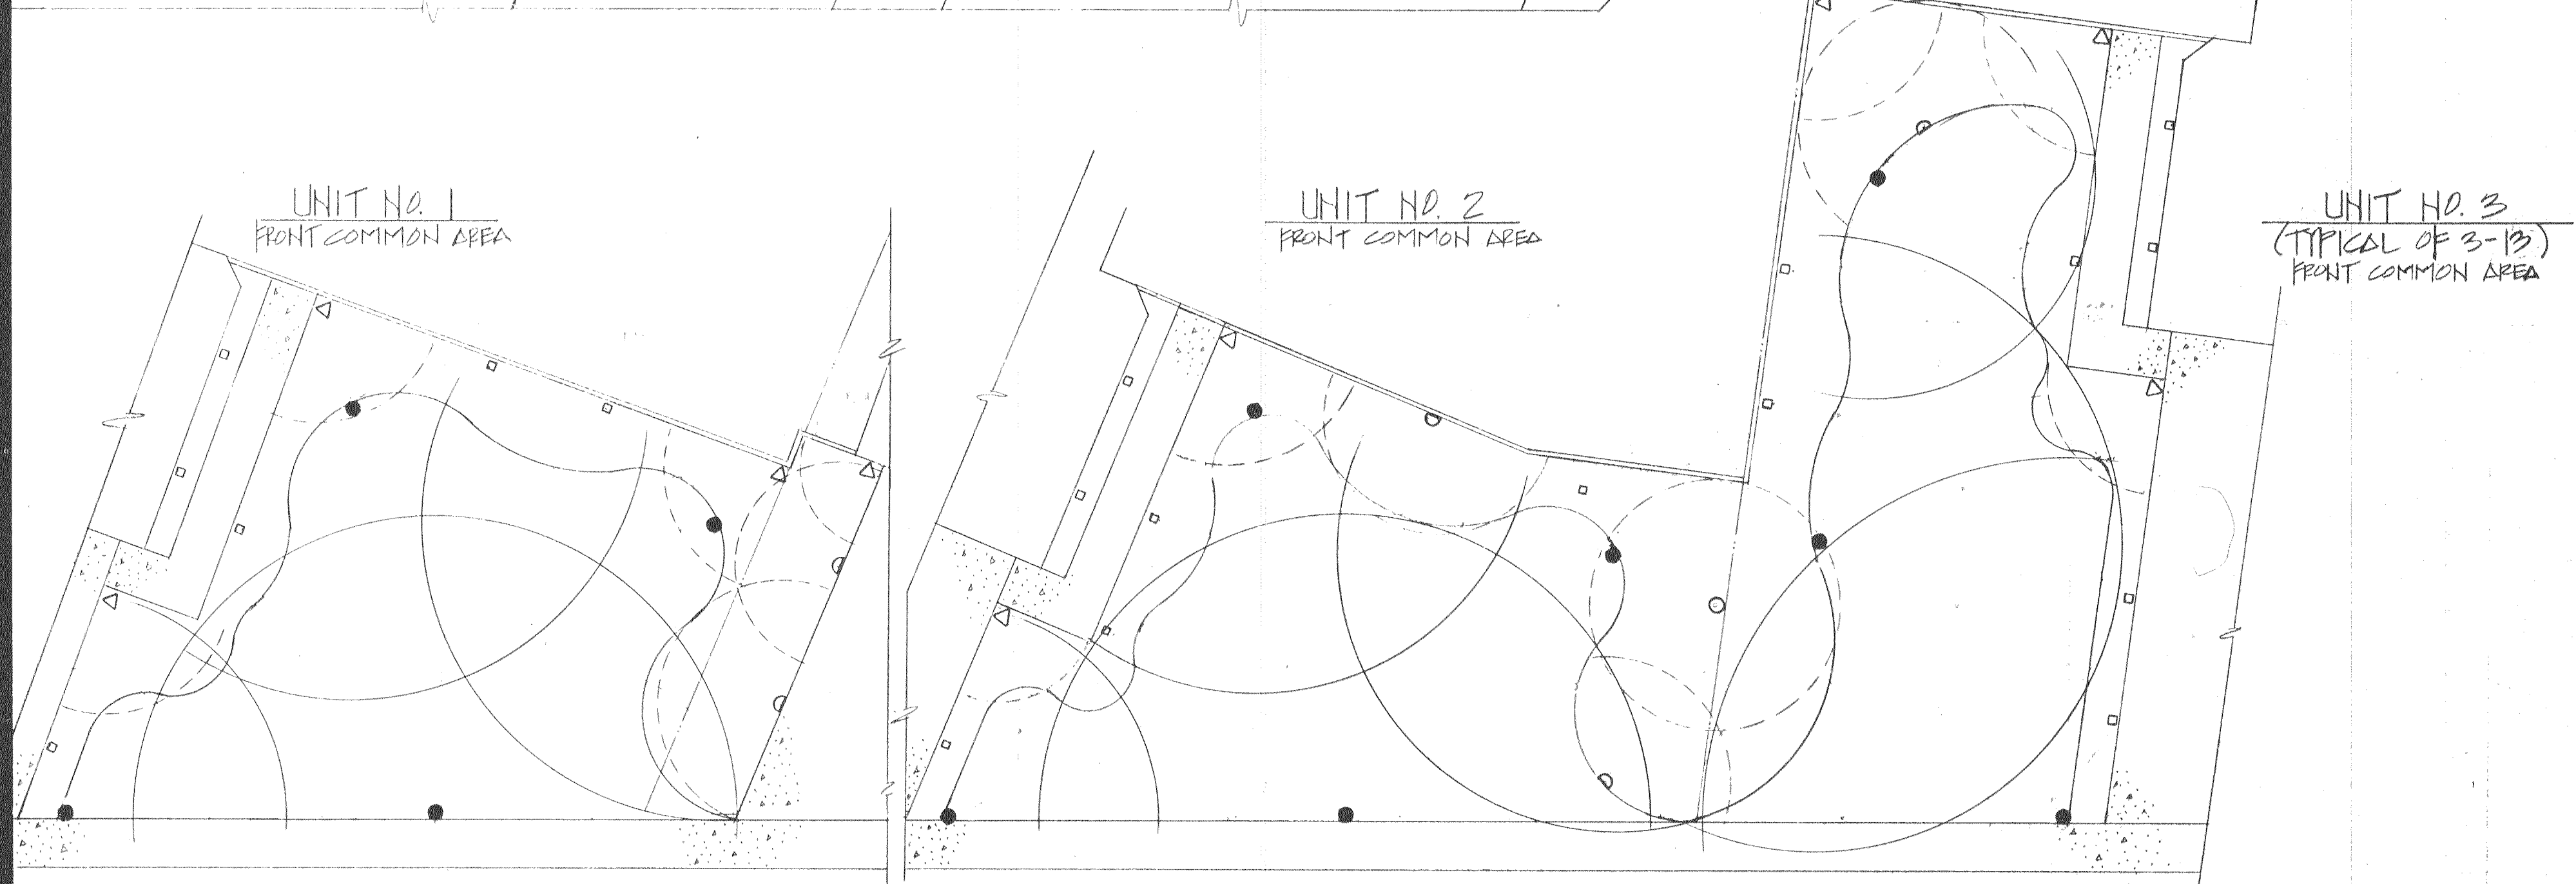 UNIT NO. 1
FRONT COMMON AREA
UNIT NO. 2
FRONT COMMON AREA
UNIT NO. 3
(TYPICAL OF 3-13)
FRONT COMMON AREA